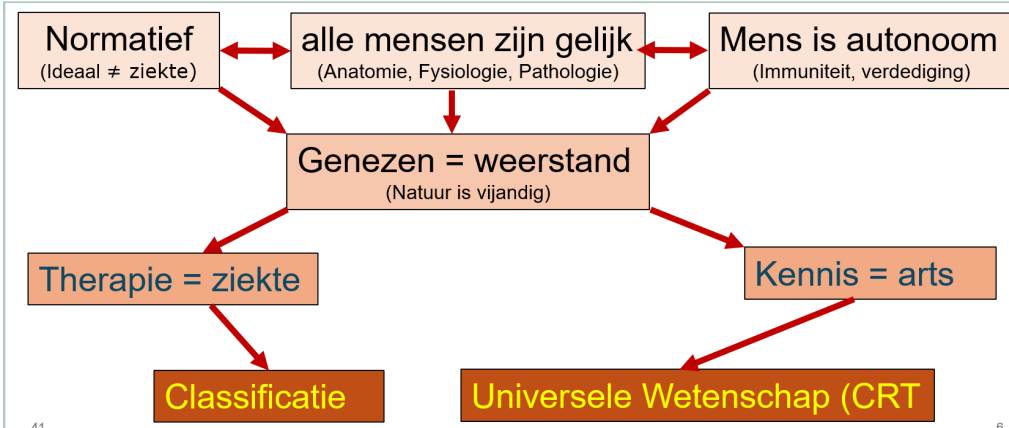 Normatief
(Ideaal ≠ ziekte)
alle mensen zijn gelijk
(Anatomie, Fysiologie, Pathologie)
Mens is autonoom
(Immuniteit, verdediging)
Genezen = weerstand
(Natuur is vijandig)
Therapie = ziekte
Kennis = arts
Classificatie
Universele Wetenschap (CRT